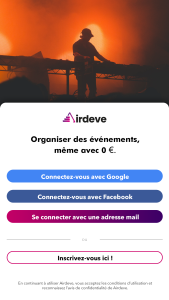 Airdeve
Organiser des événements,
même avec 0 €.
Connectez-vous avec Google
Connectez-vous avec Facebook
Se connecter avec une adresse mail
ou
Inscrivez-vous ici !
En continuant à utiliser Airdeve, vous acceptez les conditions d'utilisation et
reconnaissez l'avis de confidentialité de Airdeve.